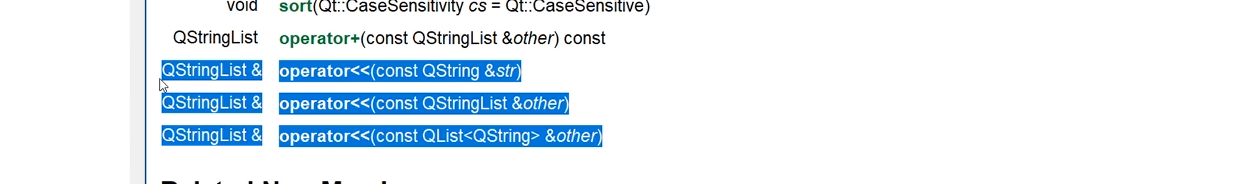 void sort(Qt::CaseSensitivity cs = Qt::CaseSensitive)
QStringList operator+(const QStringList &other) const
QStringList & operator<<(const QString &str)
QStringList & operator<<(const QStringList &other)
QStringList & operator<<(const QList<QString> &other)